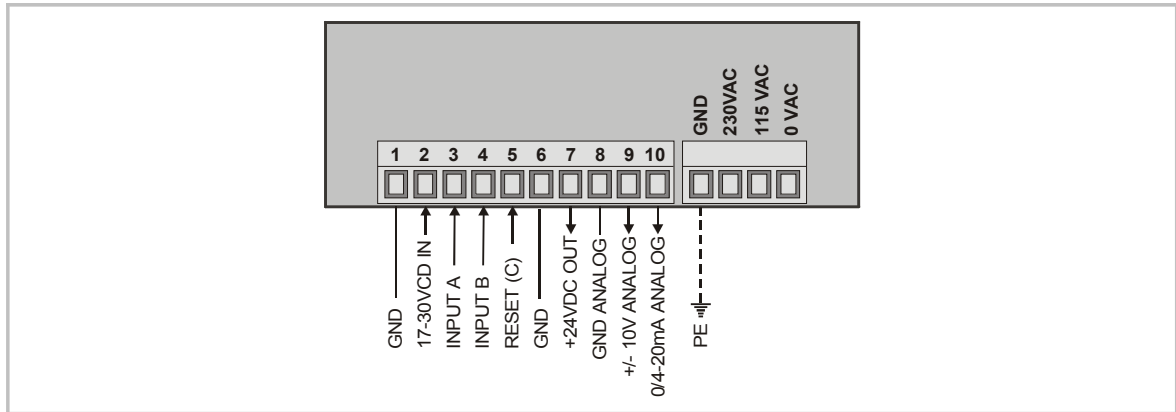 GND
230VAC
115 VAC
0 VAC
1 2 3 4 5 6 7 8 9 10
GND
17-30VCD IN
INPUT A
INPUT B
RESET (C)
GND
+24VDC OUT
GND ANALOG
+/- 10V ANALOG
0/4-20mA ANALOG
PE